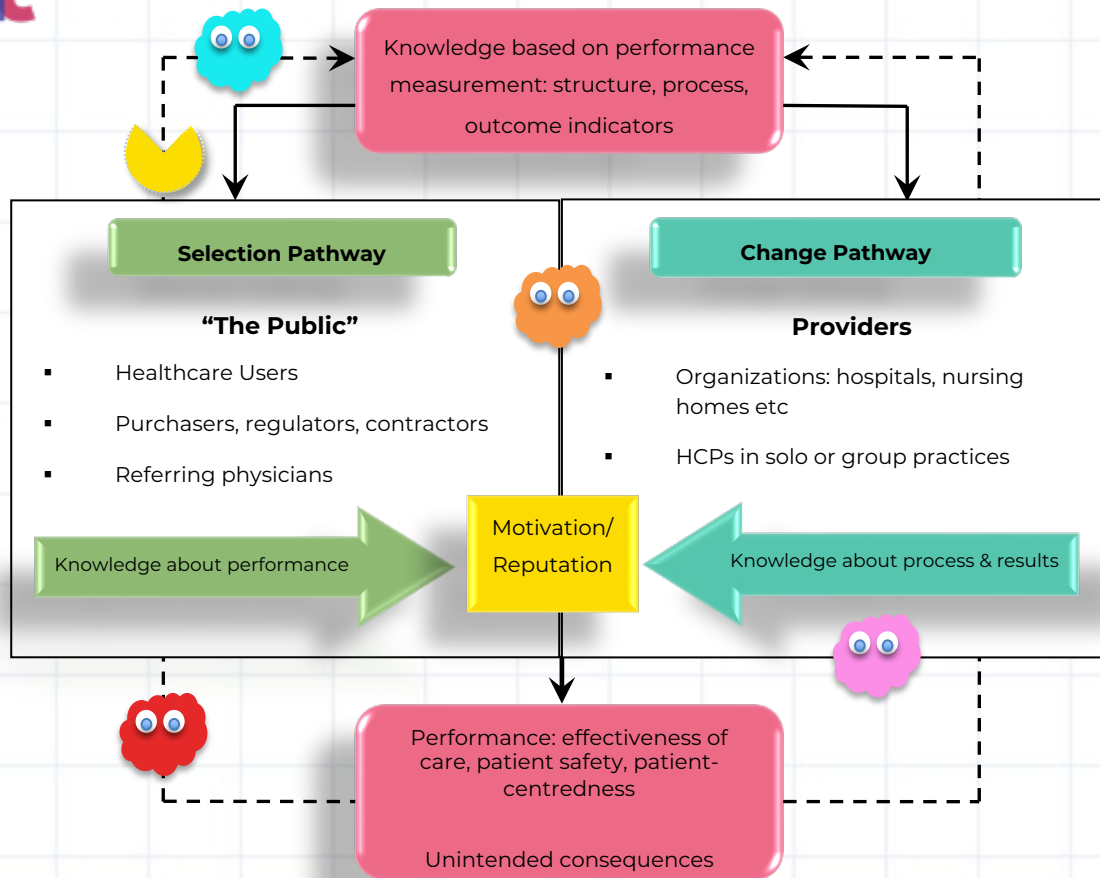 Knowledge based on performance
measurement: structure, process,
outcome indicators
Selection Pathway
“The Public”
▪ Healthcare Users
▪ Purchasers, regulators, contractors
▪ Referring physicians
Knowledge about performance
Change Pathway
Providers
▪ Organizations: hospitals, nursing
homes etc
▪ HCPs in solo or group practices
Motivation/
Reputation
Knowledge about process & results
Performance: effectiveness of
care, patient safety, patient-
centredness
Unintended consequences